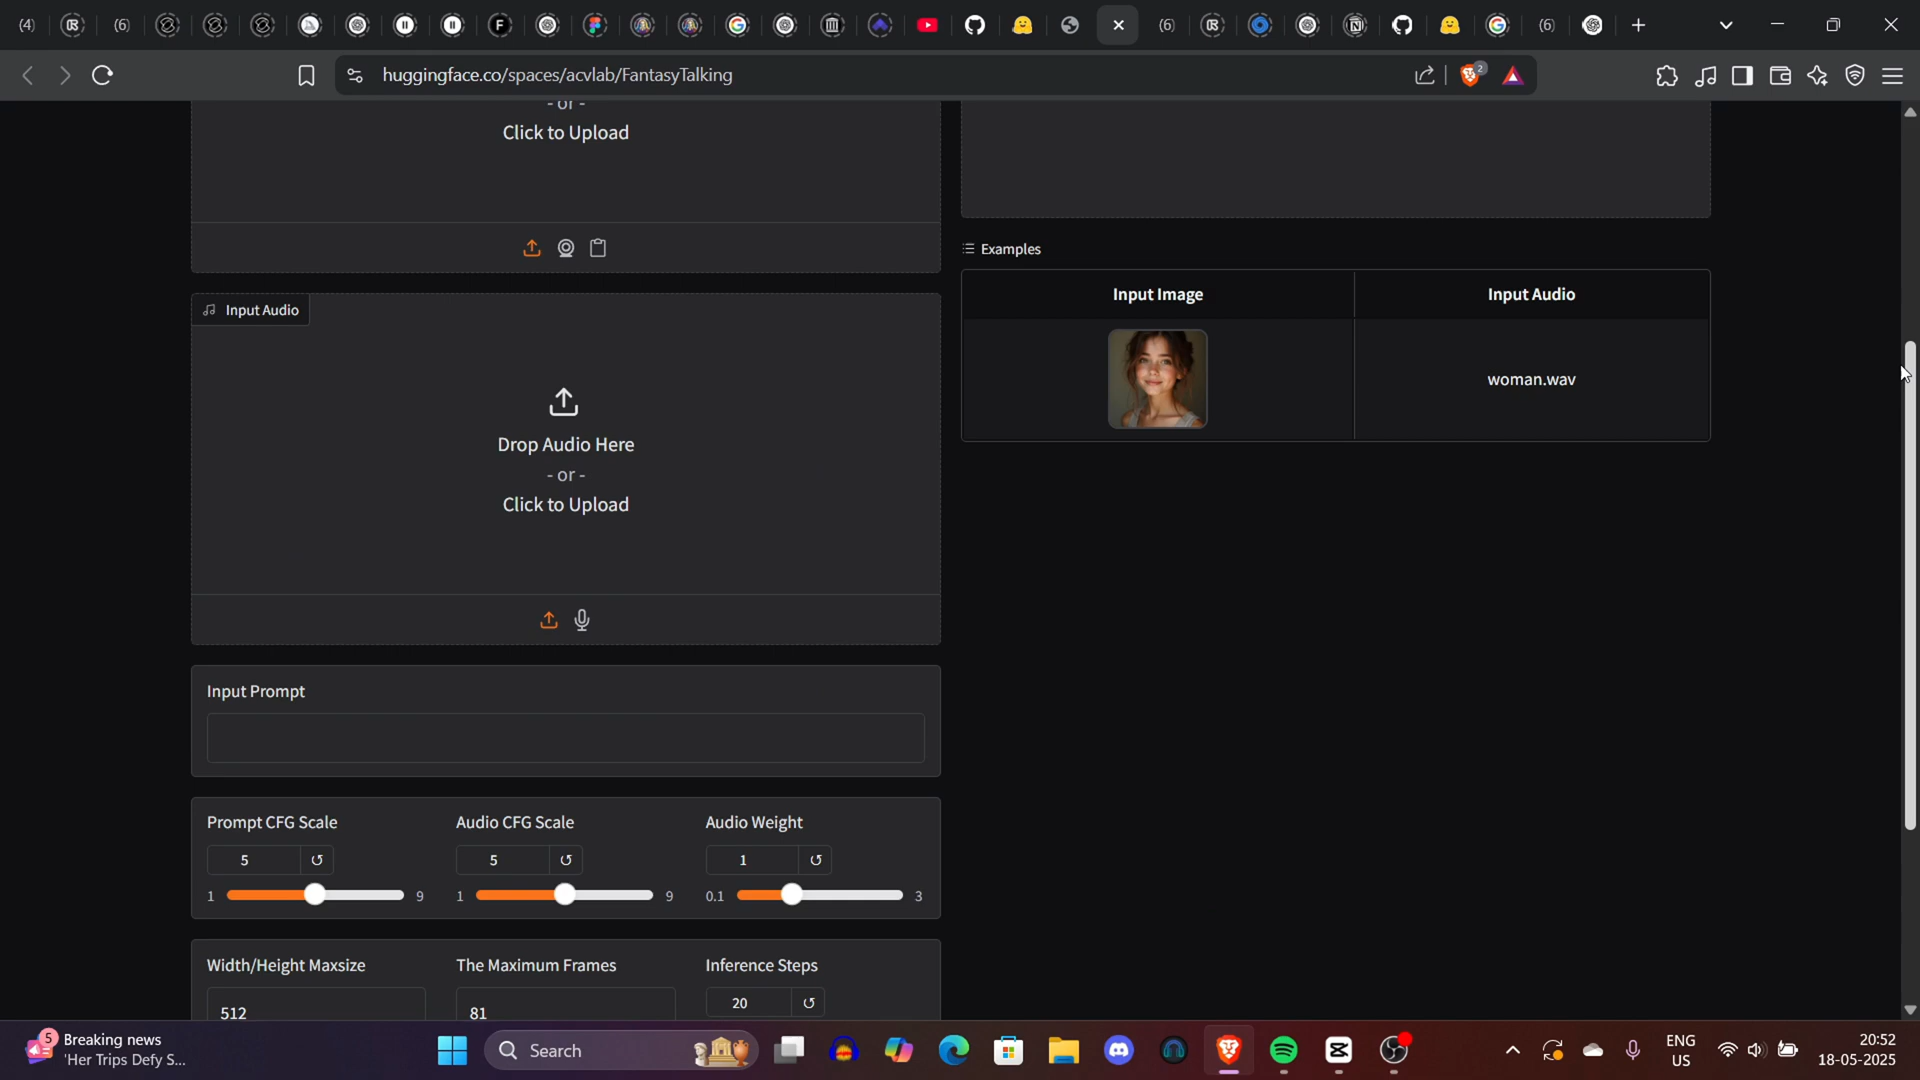 (4)
(6)
(6)
(6)
huggingface.co/spaces/acvlab/FantasyTalking
2
- or -
Click to Upload
Input Audio
Drop Audio Here
- or -
Click to Upload
Input Prompt
Prompt CFG Scale
Audio CFG Scale
Audio Weight
5
5
1
1
9
1
9
0.1
3
Width/Height Maxsize
The Maximum Frames
Inference Steps
512
81
20
Examples
Input Image
Input Audio
woman.wav
5
Breaking news
'Her Trips Defy S...
Search
ENG
US
20:52
18-05-2025